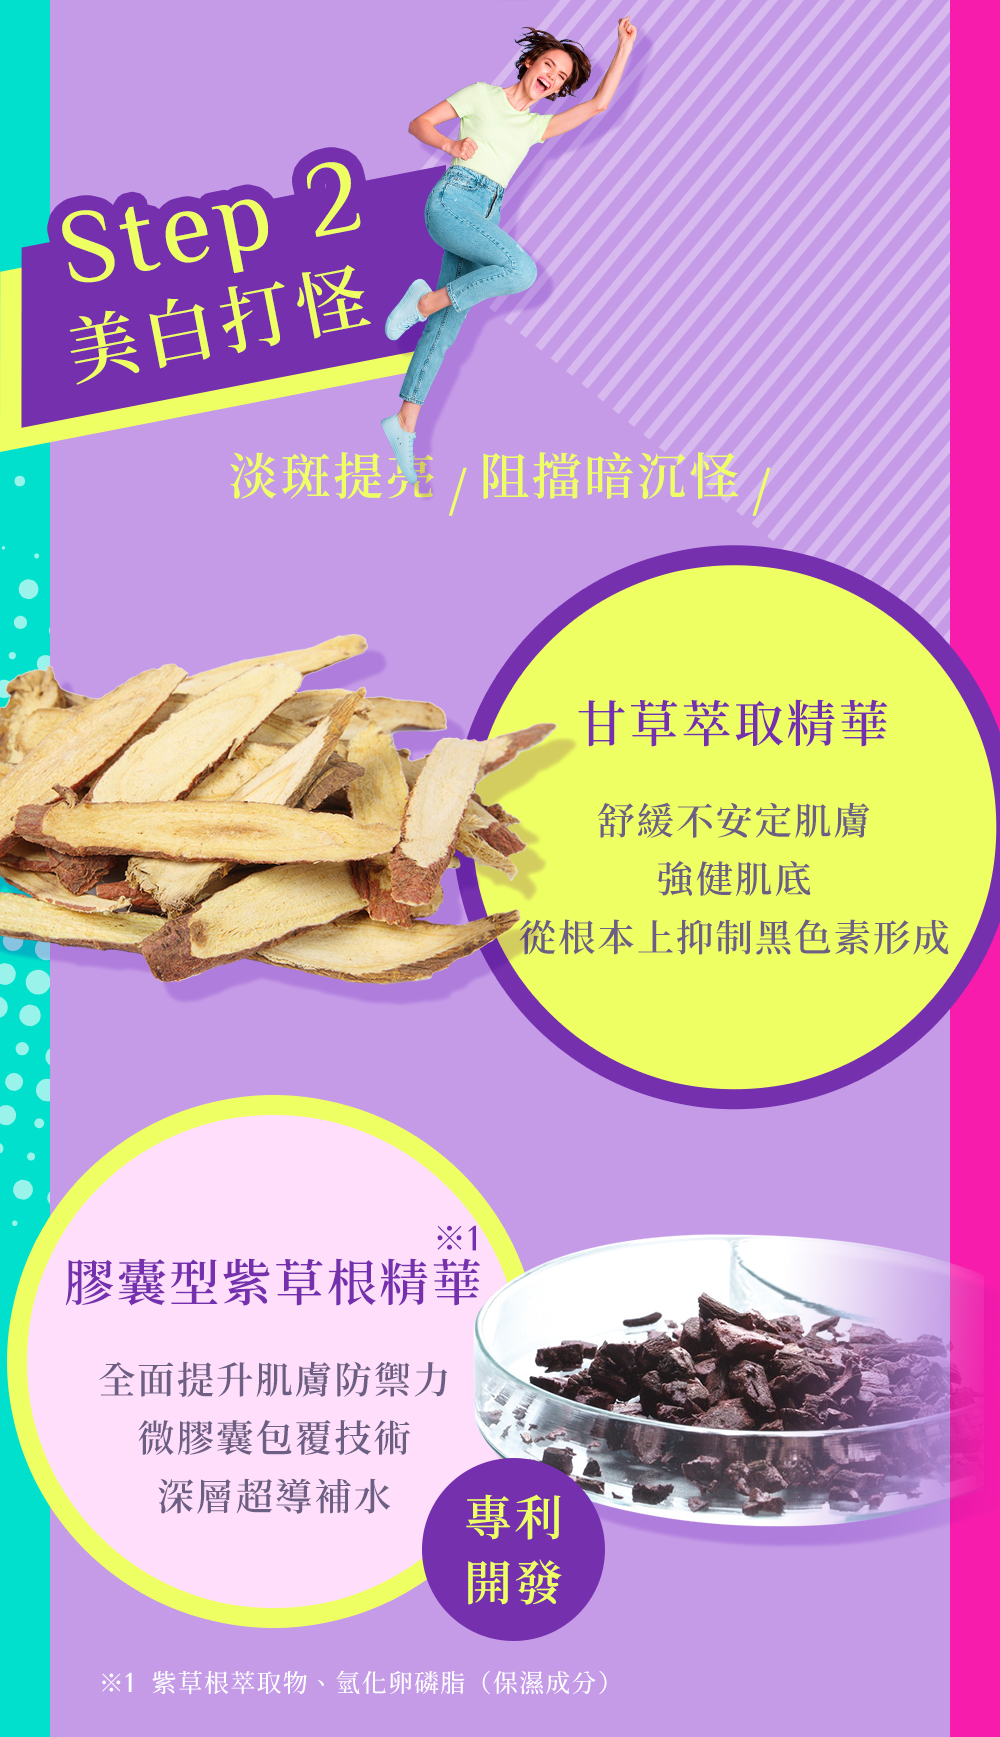 Step 2
美白打怪
淡斑提亮 / 阻擋暗沉怪 /
甘草萃取精華
舒緩不安定肌膚
強健肌底
從根本上抑制黑色素形成
※1
膠囊型紫草根精華
全面提升肌膚防禦力
微膠囊包覆技術
深層超導補水
專利
開發
※1 紫草根萃取物、氫化卵磷脂（保濕成分）